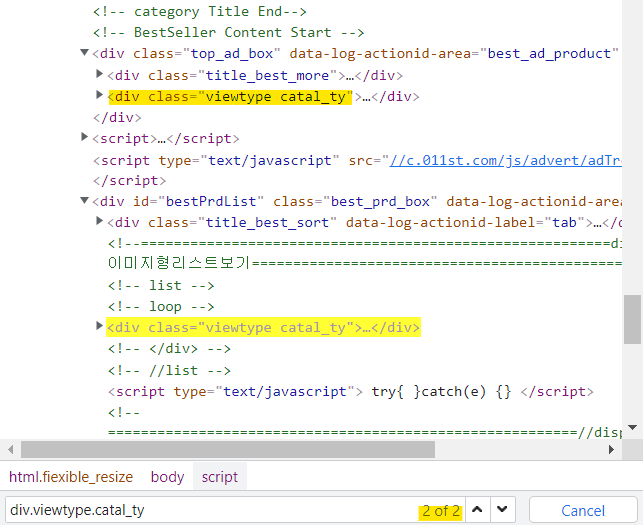 <!-- category Title End-->
<!-- BestSeller Content Start -->
<div class="top_ad_box" data-log-actionid-area="best_ad_product"
<div class="title_best_more">…</div>
<div class="viewtype catal_ty">…</div>
</div>
<script>…</script>
<script type="text/javascript" src="//c.011st.com/js/advert/adTr
</script>
<div id="bestPrdList" class="best_prd_box" data-log-actionid-area
<div class="title_best_sort" data-log-actionid-label="tab">…</d
<!--=========================================================di
이미지형리스트보기=============================================
<!-- list -->
<!-- loop -->
<div class="viewtype catal_ty">…</div>
<!-- </div> -->
<!-- //list -->
<script type="text/javascript"> try{ }catch(e) {} </script>
<!--
=========================================================//disp
html.fiexible_resize body script
div.viewtype.catal_ty 2 of 2 Cancel